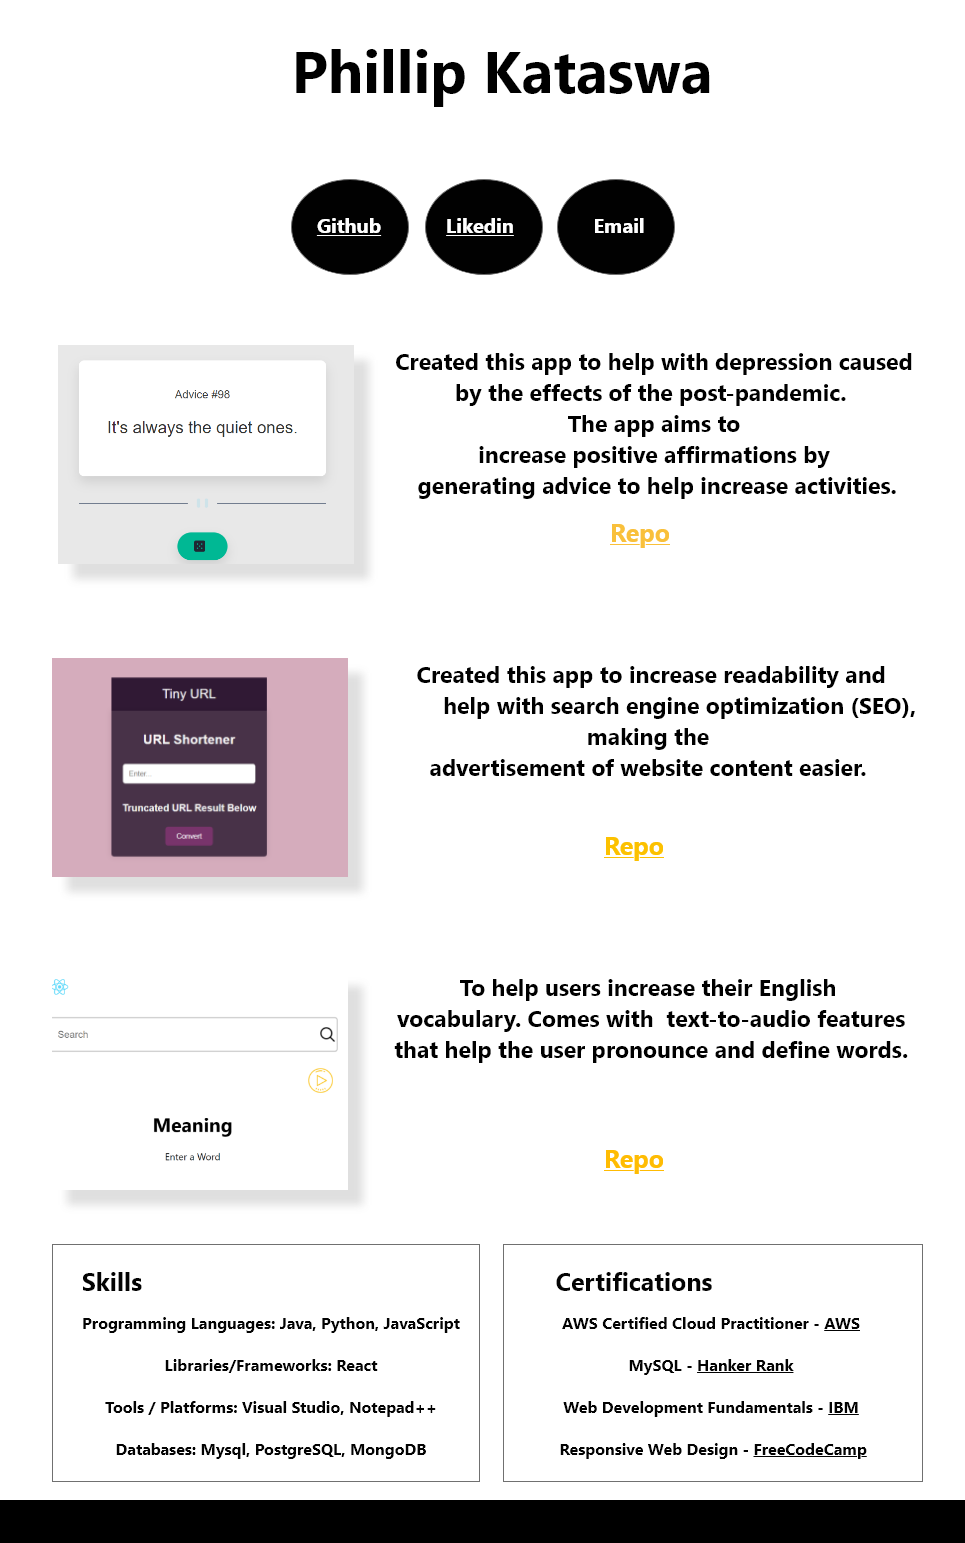 Phillip Kataswa
Github
Likedin
Email
Advice #98
It's always the quiet ones.
Created this app to help with depression caused
by the effects of the post-pandemic.
The app aims to
increase positive affirmations by
generating advice to help increase activities.
Repo
Tiny URL
URL Shortener
Enter...
Truncated URL Result Below
Convert
Created this app to increase readability and
help with search engine optimization (SEO),
making the
advertisement of website content easier.
Repo
Search
Meaning
Enter a Word
To help users increase their English
vocabulary. Comes with text-to-audio features
that help the user pronounce and define words.
Repo
Skills
Programming Languages: Java, Python, JavaScript
Libraries/Frameworks: React
Tools / Platforms: Visual Studio, Notepad++
Databases: Mysql, PostgreSQL, MongoDB
Certifications
AWS Certified Cloud Practitioner - AWS
MySQL - Hanker Rank
Web Development Fundamentals - IBM
Responsive Web Design - FreeCodeCamp